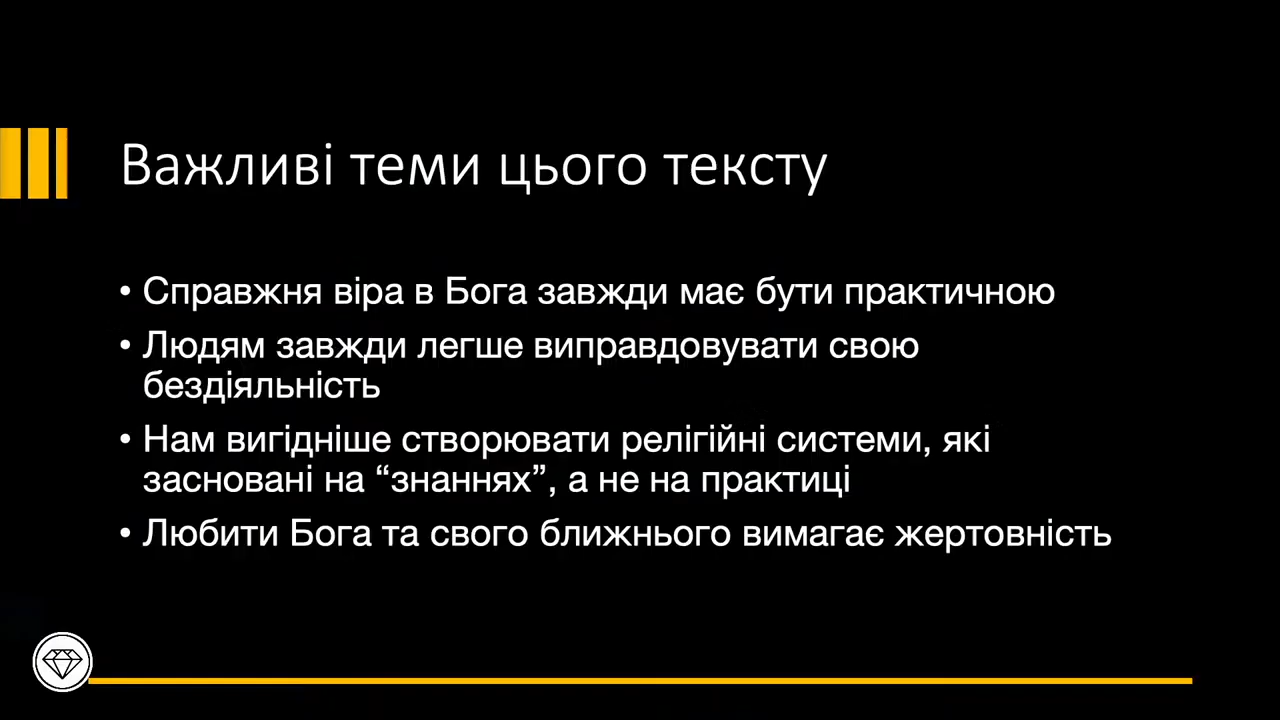 Важливі теми цього тексту
• Справжня віра в Бога завжди має бути практичною
• Людям завжди легше виправдовувати свою
бездіяльність
• Нам вигідніше створювати релігійні системи, які
засновані на “знаннях”, а не на практиці
• Любити Бога та свого ближнього вимагає жертовність